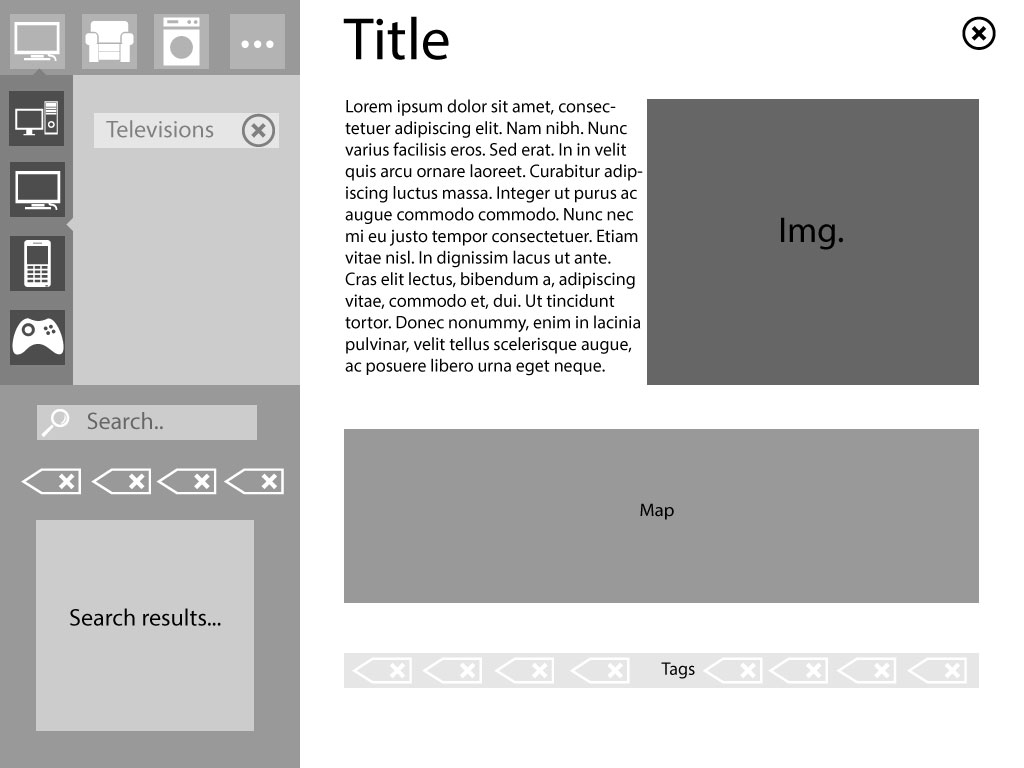 Televisions
Search..
Search results...
Title
Lorem ipsum dolor sit amet, consec-
tetuer adipiscing elit. Nam nibh. Nunc
varius facilisis eros. Sed erat. In in velit
quis arcu ornare laoreet. Curabitur adip-
iscing luctus massa. Integer ut purus ac
augue commodo commodo. Nunc nec
mi eu justo tempor consectetuer. Etiam
vitae nisl. In dignissim lacus ut ante.
Cras elit lectus, bibendum a, adipiscing
vitae, commodo et, dui. Ut tincidunt
tortor. Donec nonummy, enim in lacinia
pulvinar, velit tellus scelerisque augue,
ac posuere libero urna eget neque.
Img.
Map
Tags